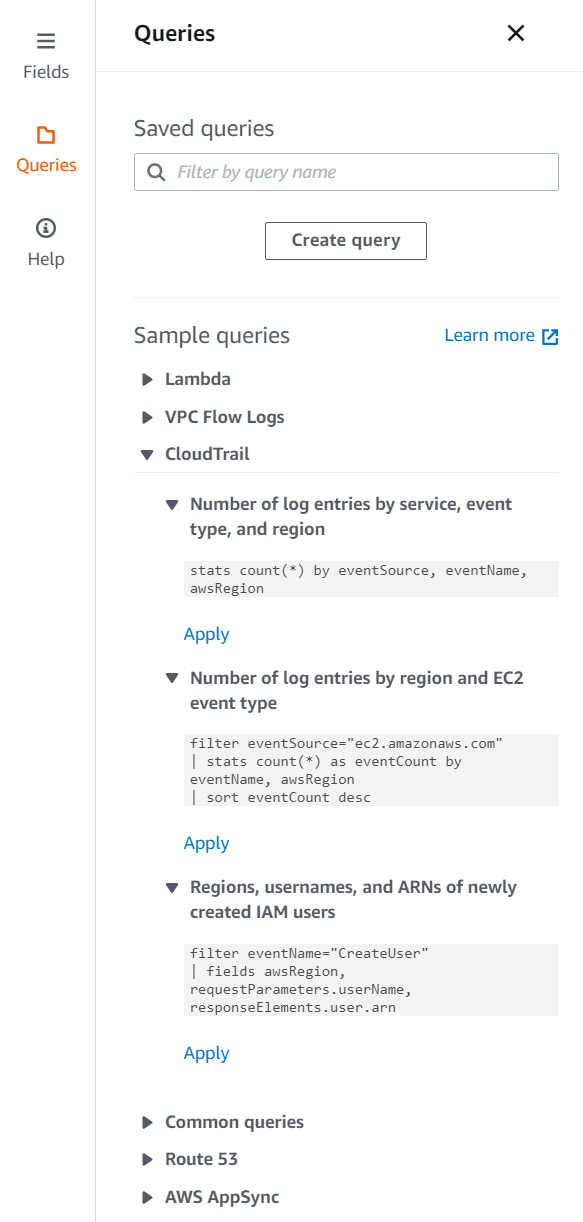 Fields
Queries
Help
Queries
Saved queries
Filter by query name
Create query
Sample queries
Learn more
Lambda
VPC Flow Logs
CloudTrail
Number of log entries by service, event
type, and region
stats count(*) by eventSource, eventName,
awsRegion
Apply
Number of log entries by region and EC2
event type
filter eventSource="ec2.amazonaws.com"
| stats count(*) as eventCount by
eventName, awsRegion
| sort eventCount desc
Apply
Regions, usernames, and ARNs of newly
created IAM users
filter eventName="CreateUser"
| fields awsRegion,
requestParameters.userName,
responseElements.user.arn
Apply
Common queries
Route 53
AWS AppSync